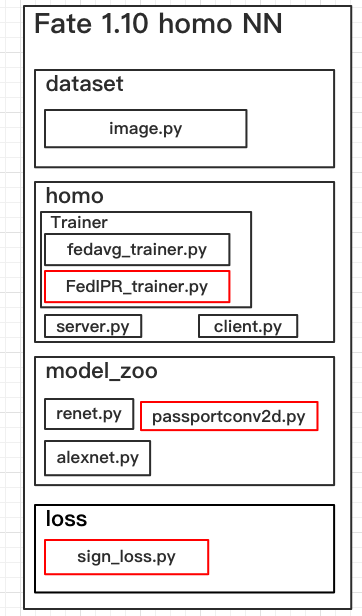 Fate 1.10 homo NN
dataset
image.py
homo
Trainer
fedavg_trainer.py
FedIPR_trainer.py
server.py client.py
model_zoo
renet.py passportconv2d.py
alexnet.py
loss
sign_loss.py